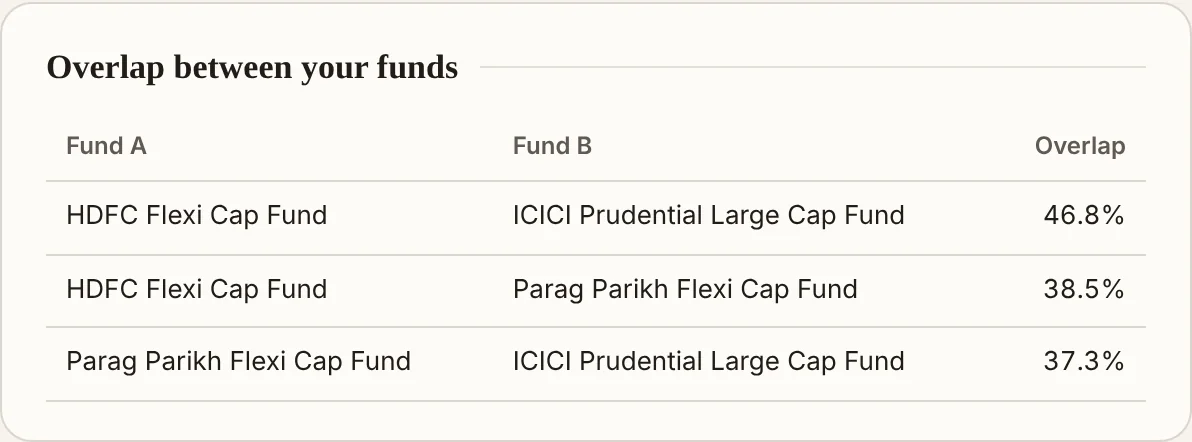 Overlap between your funds
Fund A Fund B Overlap
HDFC Flexi Cap Fund ICICI Prudential Large Cap Fund 46.8%
HDFC Flexi Cap Fund Parag Parikh Flexi Cap Fund 38.5%
Parag Parikh Flexi Cap Fund ICICI Prudential Large Cap Fund 37.3%